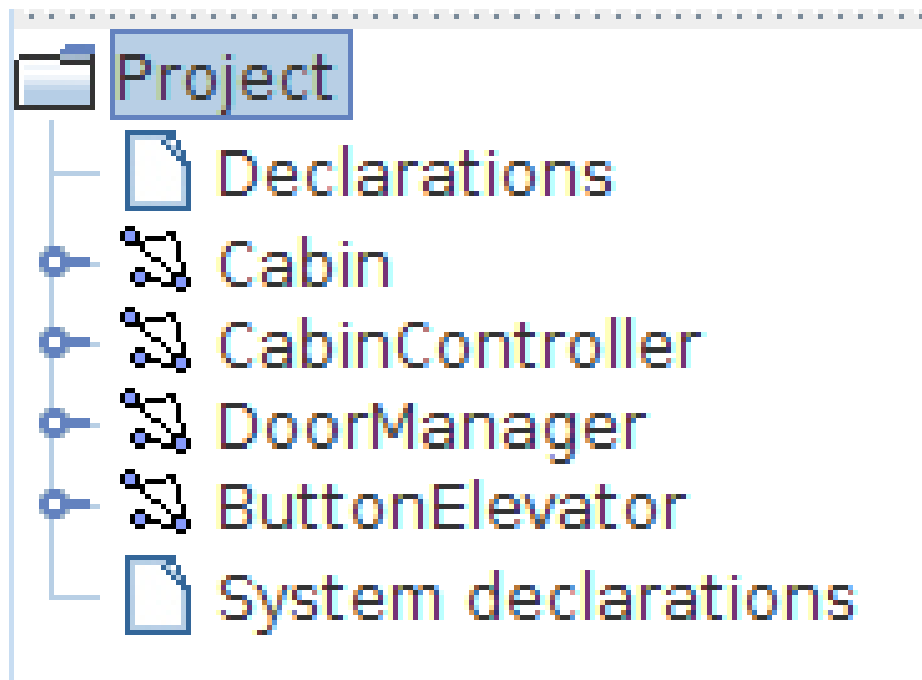 Project
Declarations
Cabin
CabinController
DoorManager
ButtonElevator
System declarations